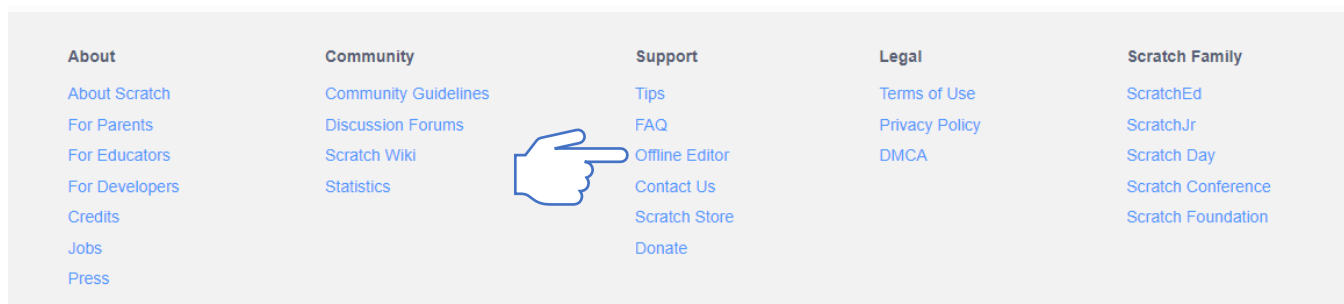 About
About Scratch
For Parents
For Educators
For Developers
Credits
Jobs
Press
Community
Community Guidelines
Discussion Forums
Scratch Wiki
Statistics
Support
Tips
FAQ
Offline Editor
Contact Us
Scratch Store
Donate
Legal
Terms of Use
Privacy Policy
DMCA
Scratch Family
ScratchEd
ScratchJr
Scratch Day
Scratch Conference
Scratch Foundation